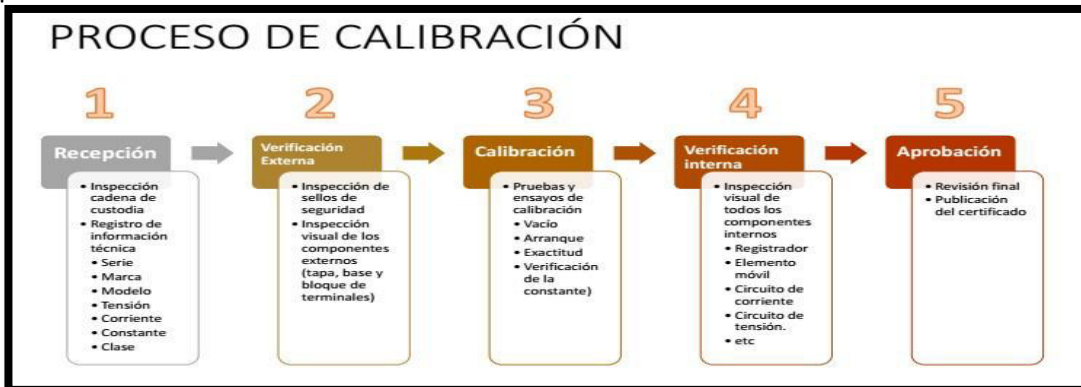 PROCESO DE CALIBRACIÓN
1
Recepción
• Inspección
cadena de
custodia
• Registro de
información
técnica
• Serie
• Marca
• Modelo
• Tensión
• Corriente
• Constante
• Clase
2
Verificación
Externa
• Inspección de
sellos de
seguridad
• Inspección
visual de los
componentes
externos
(tapa, base y
bloque de
terminales)
3
Calibración
• Pruebas y
ensayos de
calibración
• Vacio
• Arranque
• Exactitud
• Verificación
de la
constante)
4
Verificación
interna
• Inspección
visual de
todos los
componentes
internos
• Registrador
• Elemento
móvil
• Circuito de
corriente
• Circuito de
tensión.
• etc
5
Aprobación
• Revisión final
• Publicación
del certificado